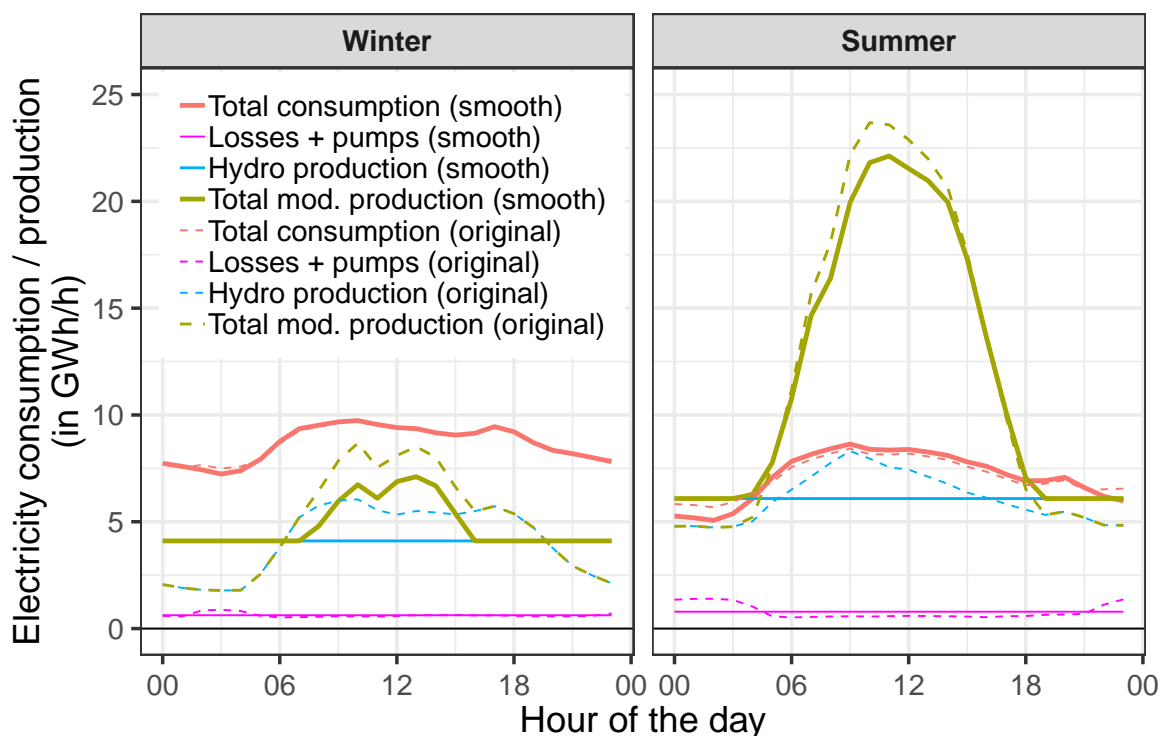 Winter
Summer
Electricity consumption / production
(in GWh/h)
25
20
15
10
5
0
Total consumption (smooth)
Losses + pumps (smooth)
Hydro production (smooth)
Total mod. production (smooth)
Total consumption (original)
Losses + pumps (original)
Hydro production (original)
Total mod. production (original)
00 06 12 18 00 00 06 12 18 00
Hour of the day